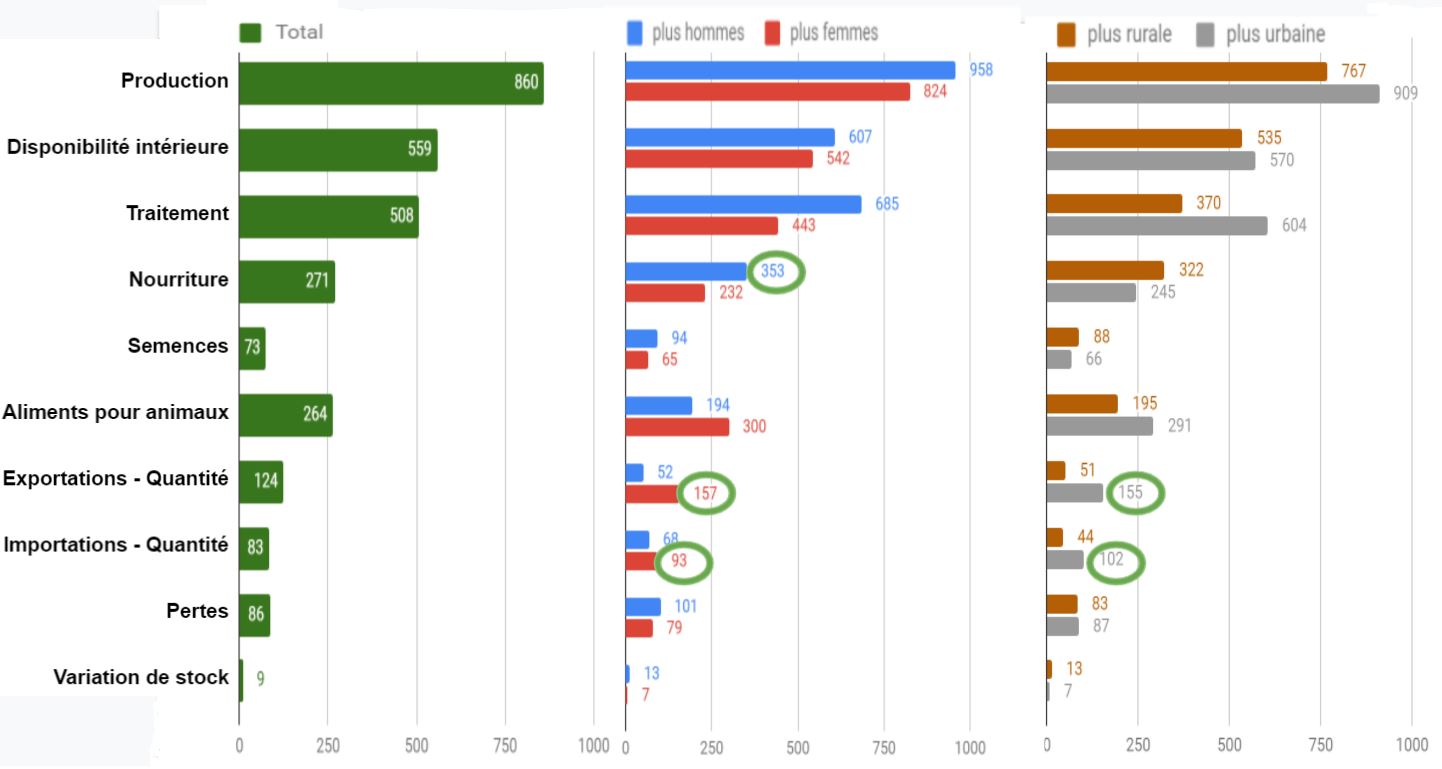 Total plus hommes plus femmes plus rurale plus urbaine
Production 860 958 824 767 909
Disponibilité intérieure 559 607 542 535 570
Traitement 508 685 443 370 604
Nourriture 271 353 232 322 245
Semences 73 94 65 88 66
Aliments pour animaux 264 194 300 195 291
Exportations - Quantité 124 52 157 51 155
Importations - Quantité 83 68 93 44 102
Pertes 86 101 79 83 87
Variation de stock 9 13 7 13 7
0 250 500 750 1000 0 250 500 750 1000 0 250 500 750 1000